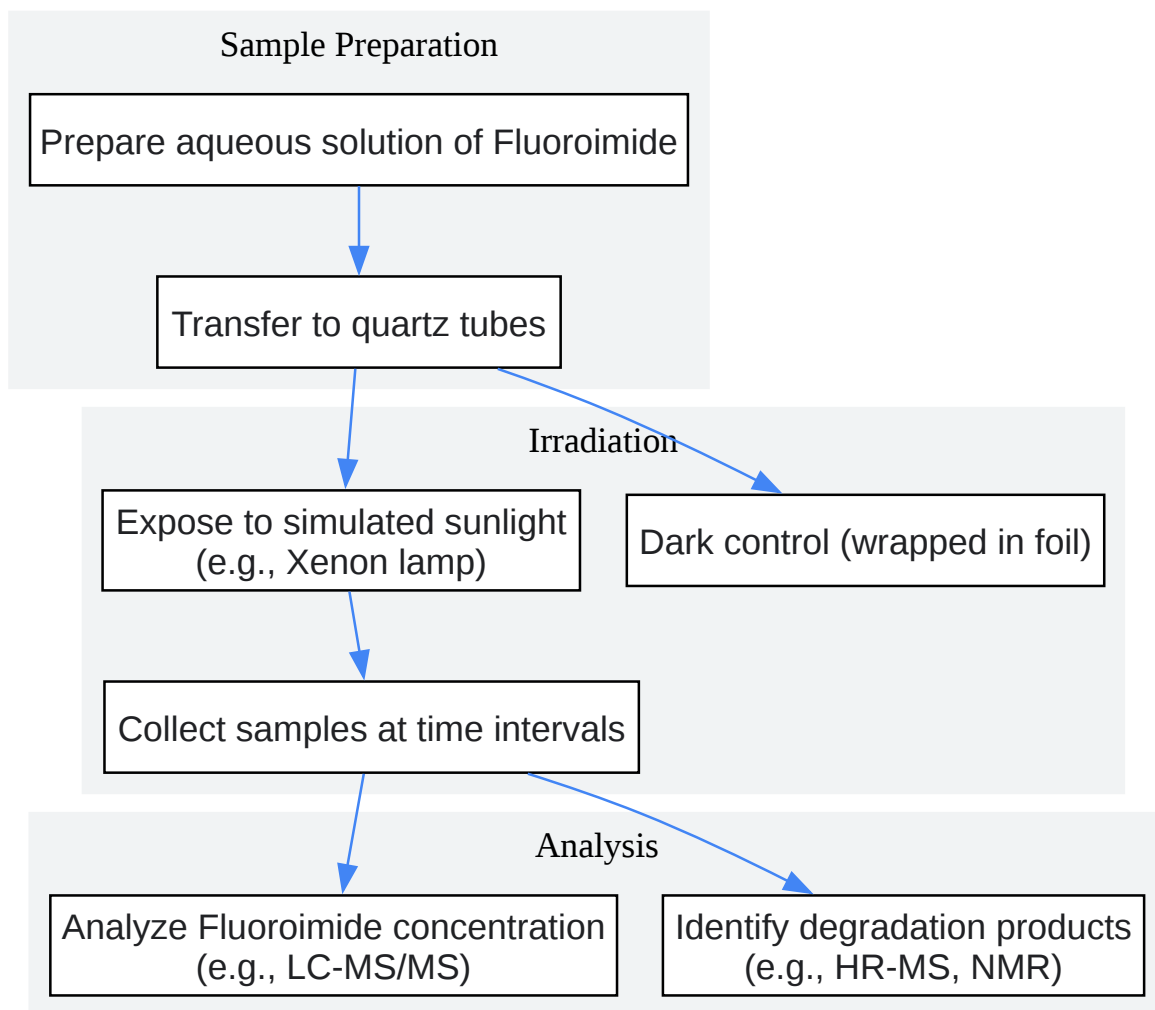 Sample Preparation
Prepare aqueous solution of Fluoroimide
Transfer to quartz tubes
Irradiation
Expose to simulated sunlight
(e.g., Xenon lamp)
Dark control (wrapped in foil)
Collect samples at time intervals
Analysis
Analyze Fluoroimide concentration
(e.g., LC-MS/MS)
Identify degradation products
(e.g., HR-MS, NMR)